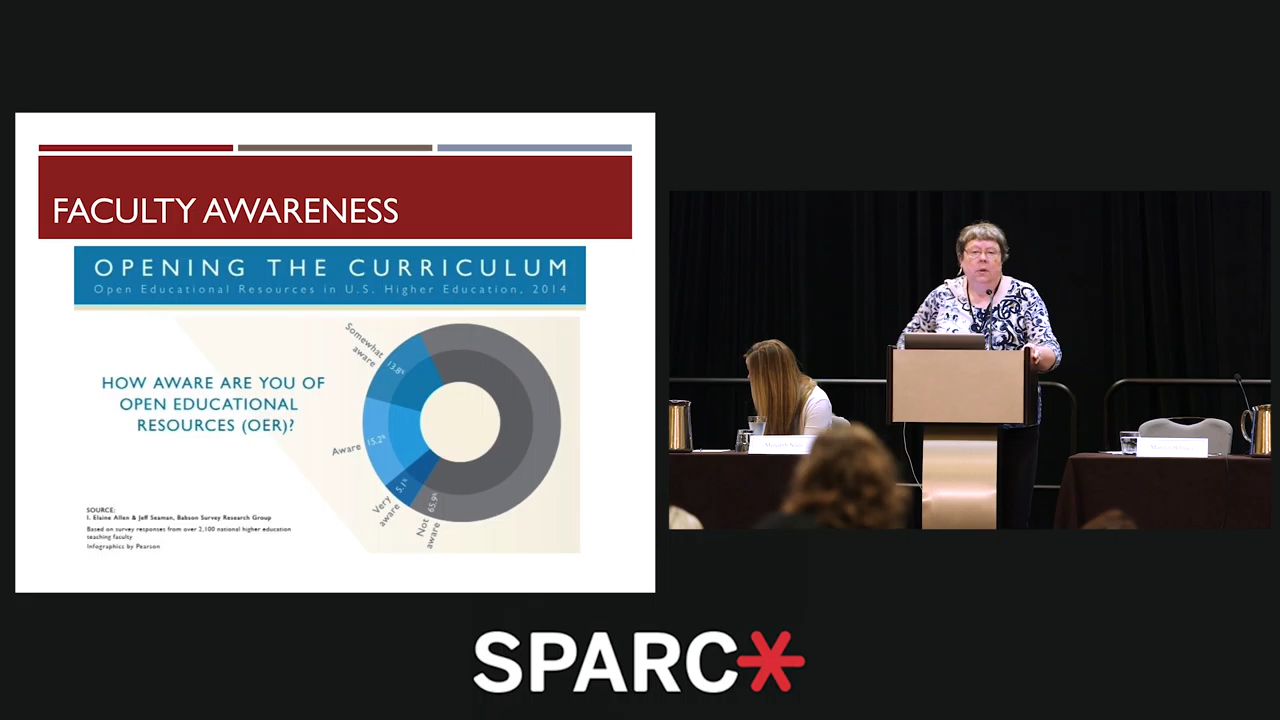 FACULTY AWARENESS
OPENING THE CURRICULUM
Open Educational Resources in U.S. Higher Education, 2014
HOW AWARE ARE YOU OF
OPEN EDUCATIONAL
RESOURCES (OER)?
Somewhat
aware
13.8%
Aware
15.2%
Very
aware
5.1%
Not
aware
65.9%
SOURCE:
I. Elaine Allen & Jeff Seaman, Babson Survey Research Group
Based on survey responses from over 2,100 national higher education
teaching faculty
Infographics by Pearson
SPARC